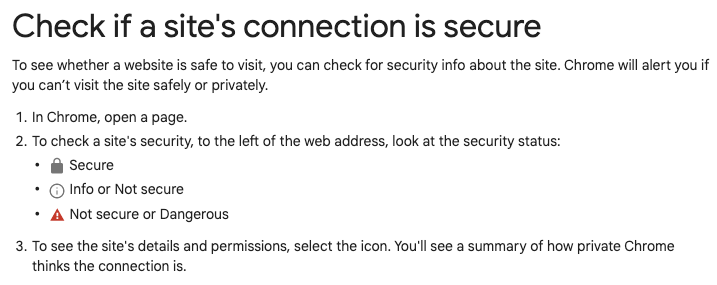 Check if a site's connection is secure
To see whether a website is safe to visit, you can check for security info about the site. Chrome will alert you if
you can’t visit the site safely or privately.
1. In Chrome, open a page.
2. To check a site's security, to the left of the web address, look at the security status:
• Secure
• Info or Not secure
• Not secure or Dangerous
3. To see the site's details and permissions, select the icon. You'll see a summary of how private Chrome
thinks the connection is.